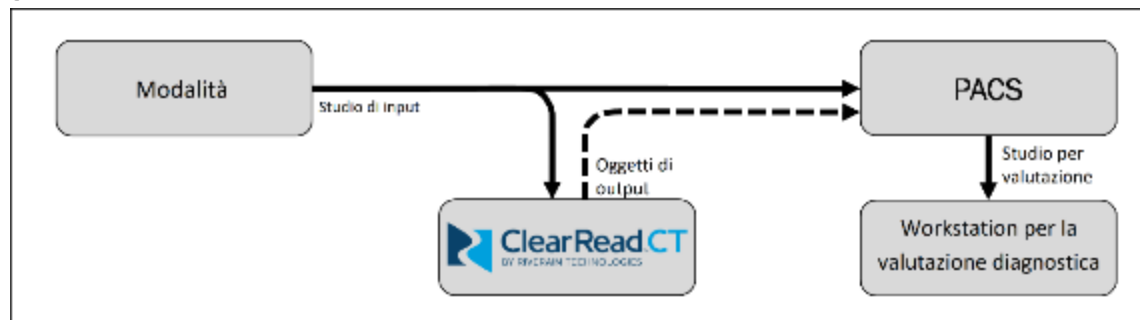 Modalità
Studio di input
PACS
Oggetti di
output
Studio per
valutazione
ClearRead CT
BY RIVERAIN TECHNOLOGIES
Workstation per la
valutazione diagnostica